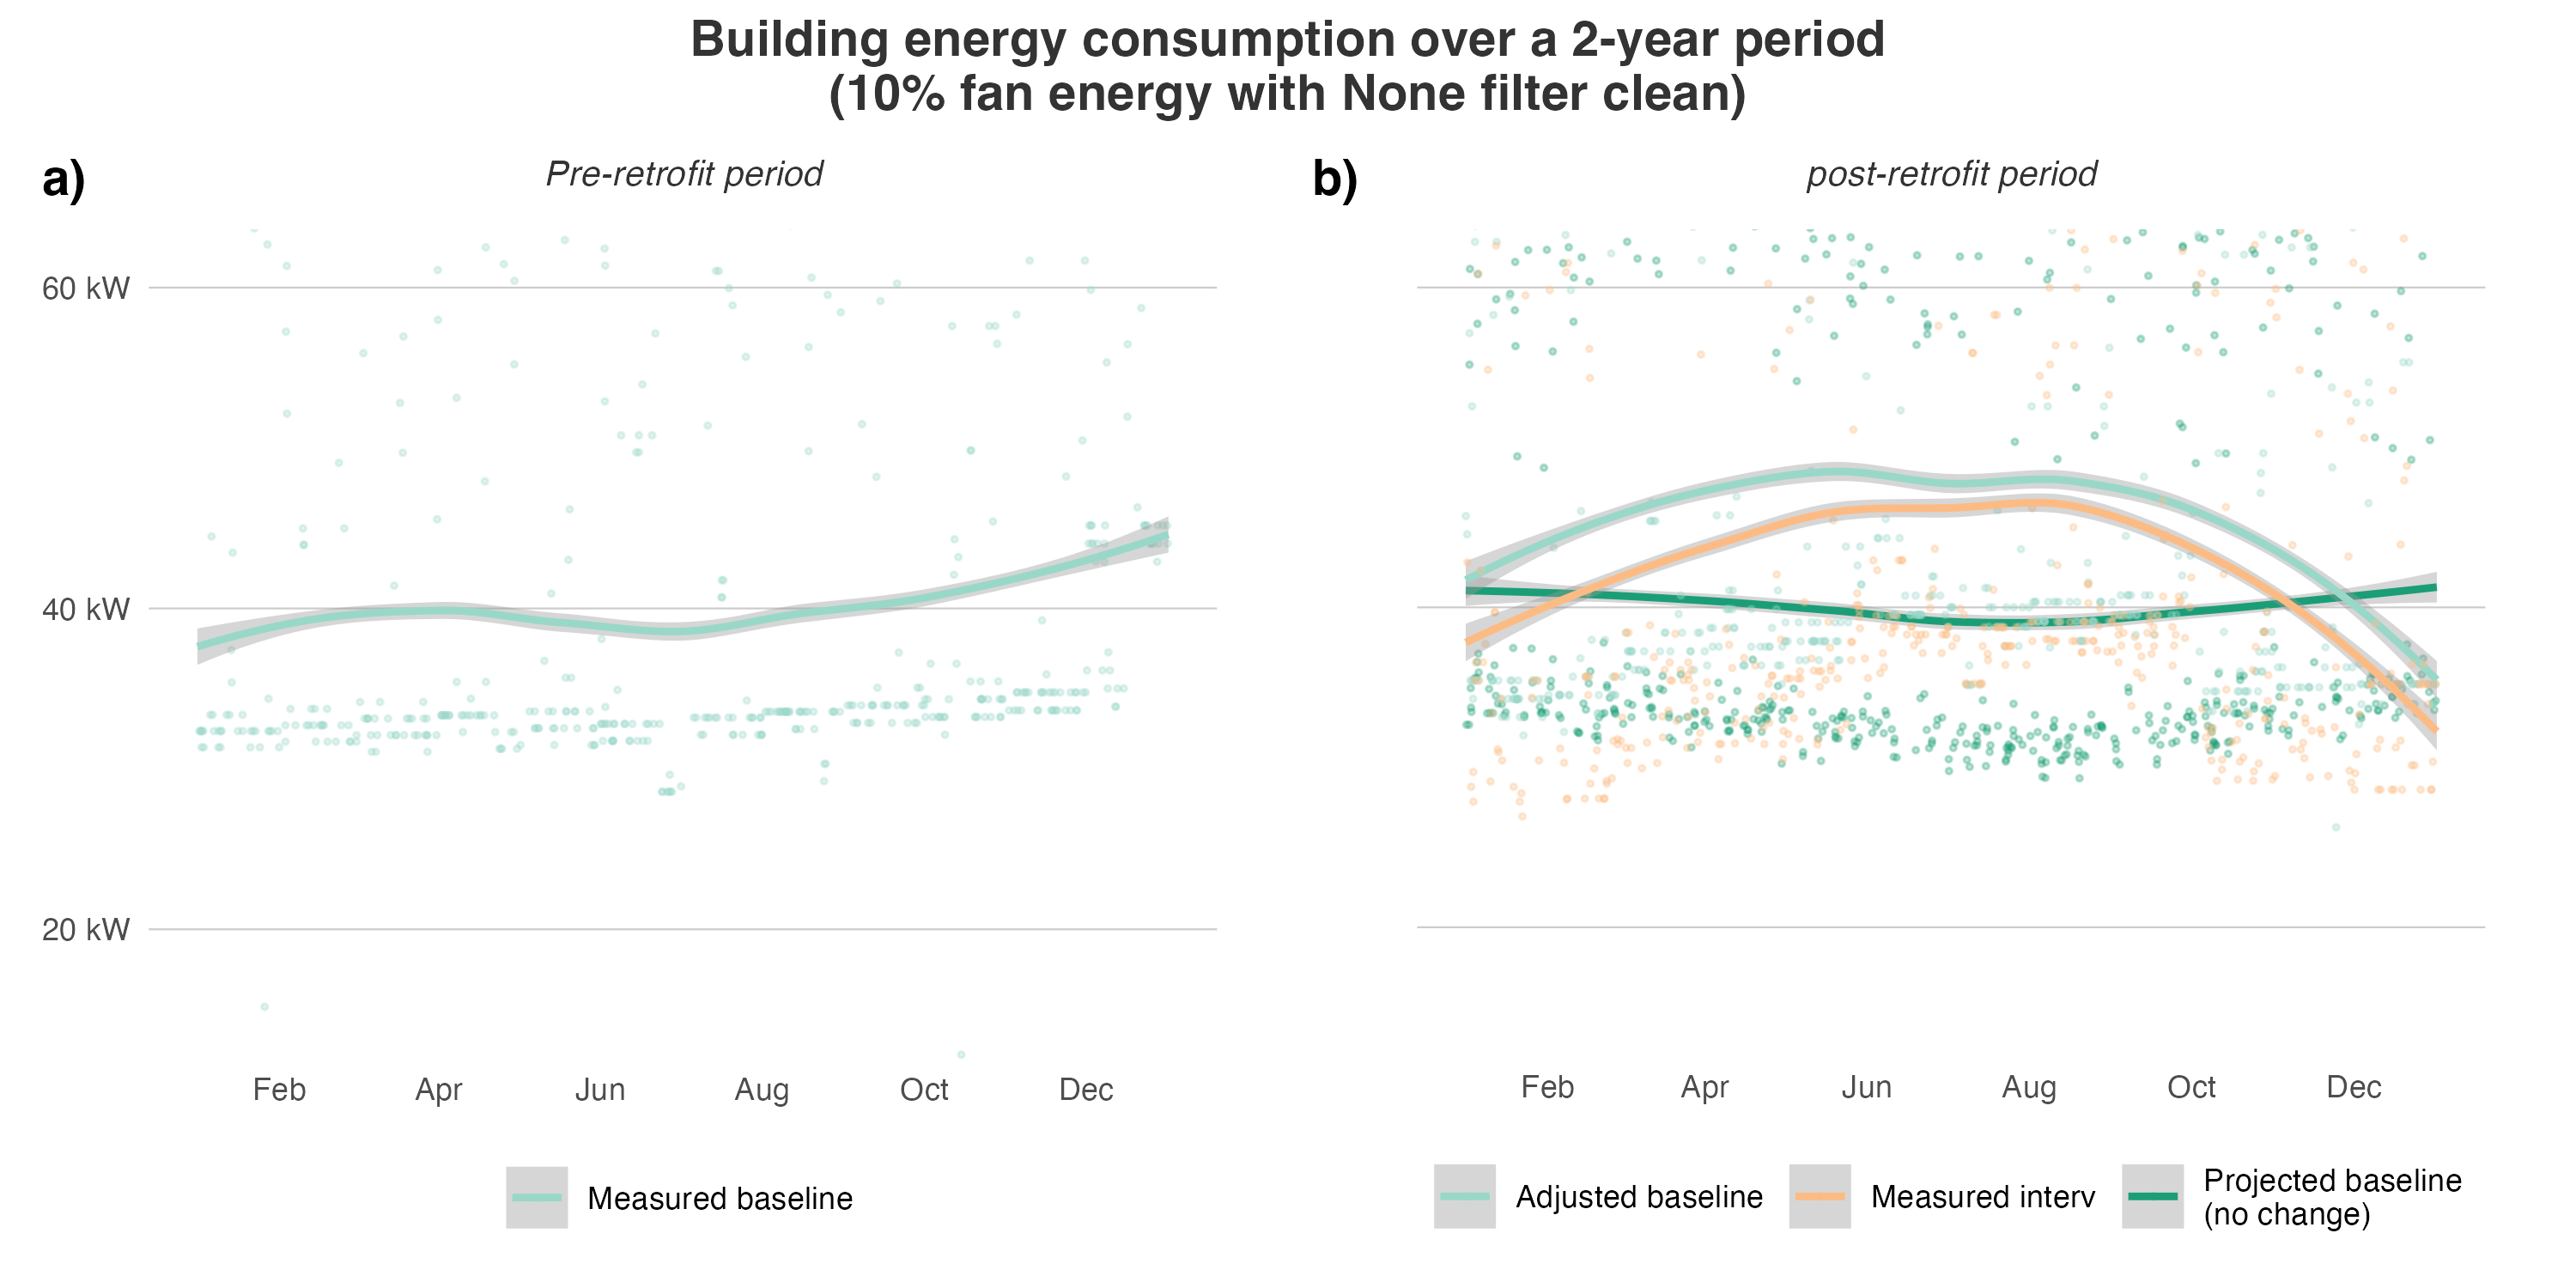 Building energy consumption over a 2-year period
(10% fan energy with None filter clean)
a)
Pre-retrofit period
60 kW
40 kW
20 kW
Feb Apr Jun Aug Oct Dec
Measured baseline
b)
post-retrofit period
Feb Apr Jun Aug Oct Dec
Adjusted baseline
Measured interv
Projected baseline
(no change)